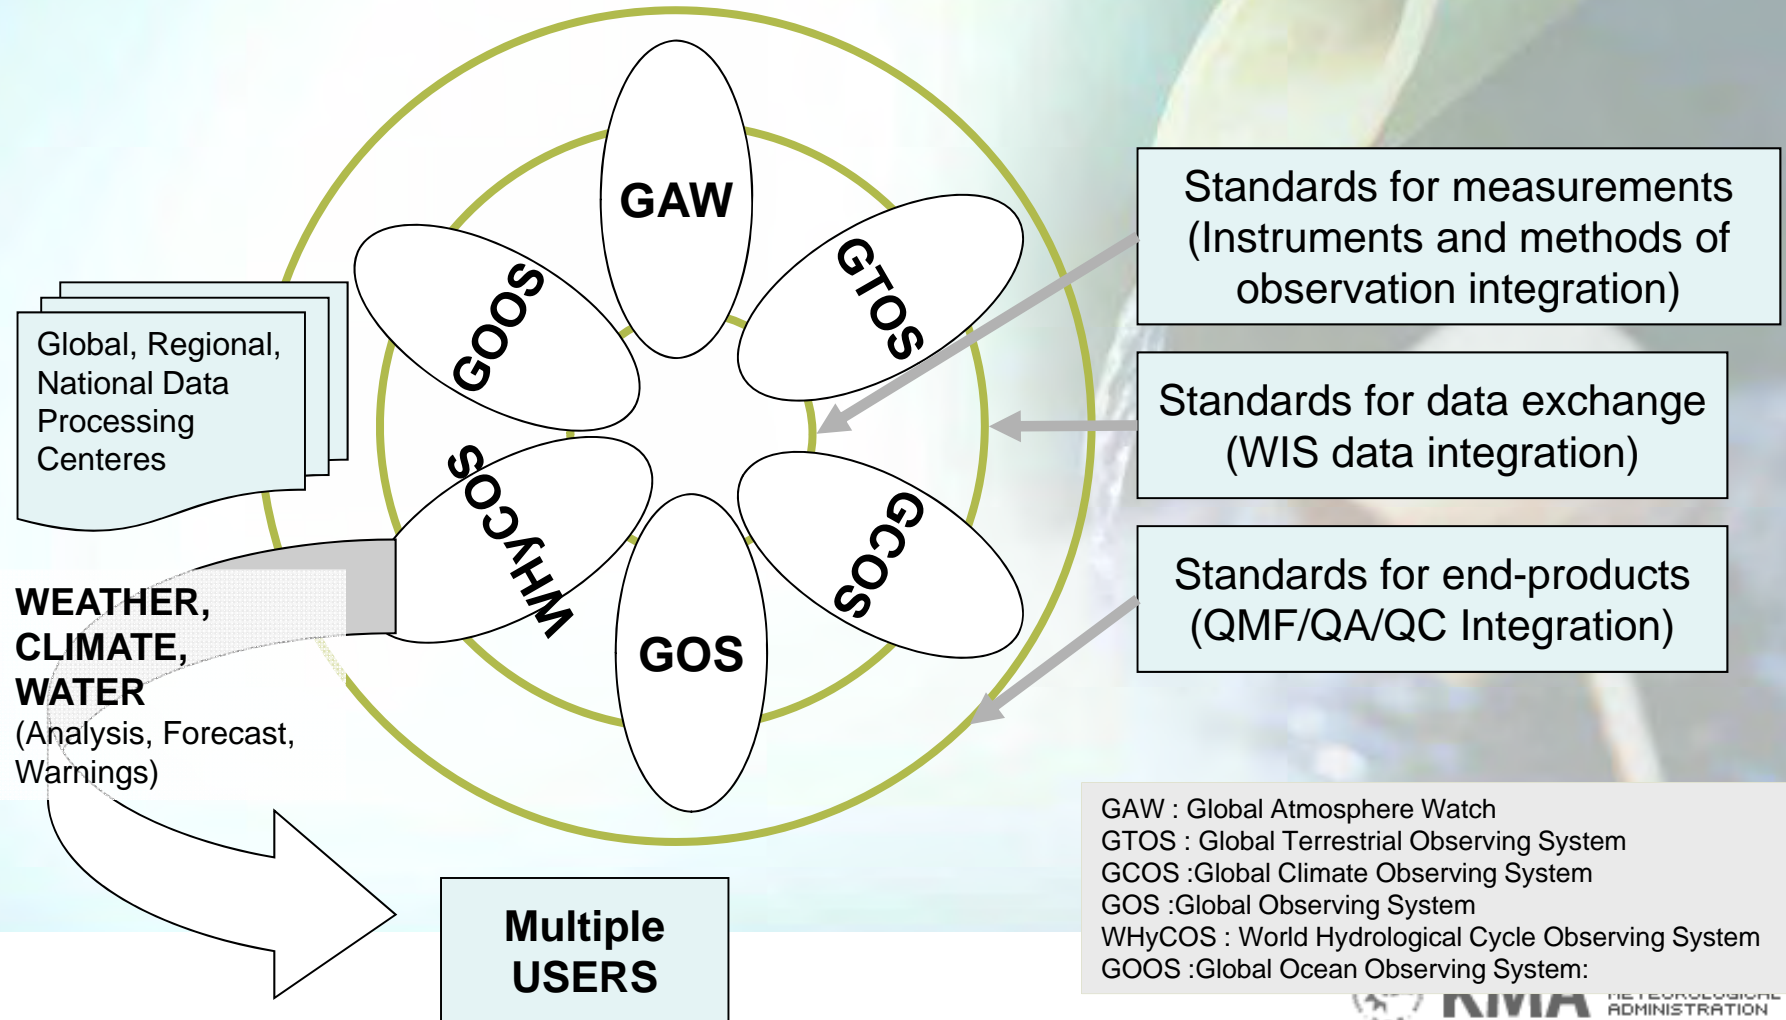 GAW
GTOS
GOOS
GCOS
WHyCOS
GOS
Global, Regional,
National Data
Processing
Centeres
WEATHER,
CLIMATE,
WATER
(Analysis, Forecast,
Warnings)
Multiple
USERS
Standards for measurements
(Instruments and methods of
observation integration)
Standards for data exchange
(WIS data integration)
Standards for end-products
(QMF/QA/QC Integration)
GAW : Global Atmosphere Watch
GTOS : Global Terrestrial Observing System
GCOS :Global Climate Observing System
GOS :Global Observing System
WHyCOS : World Hydrological Cycle Observing System
GOOS :Global Ocean Observing System:
KMA
METEOROLOGICAL
ADMINISTRATION